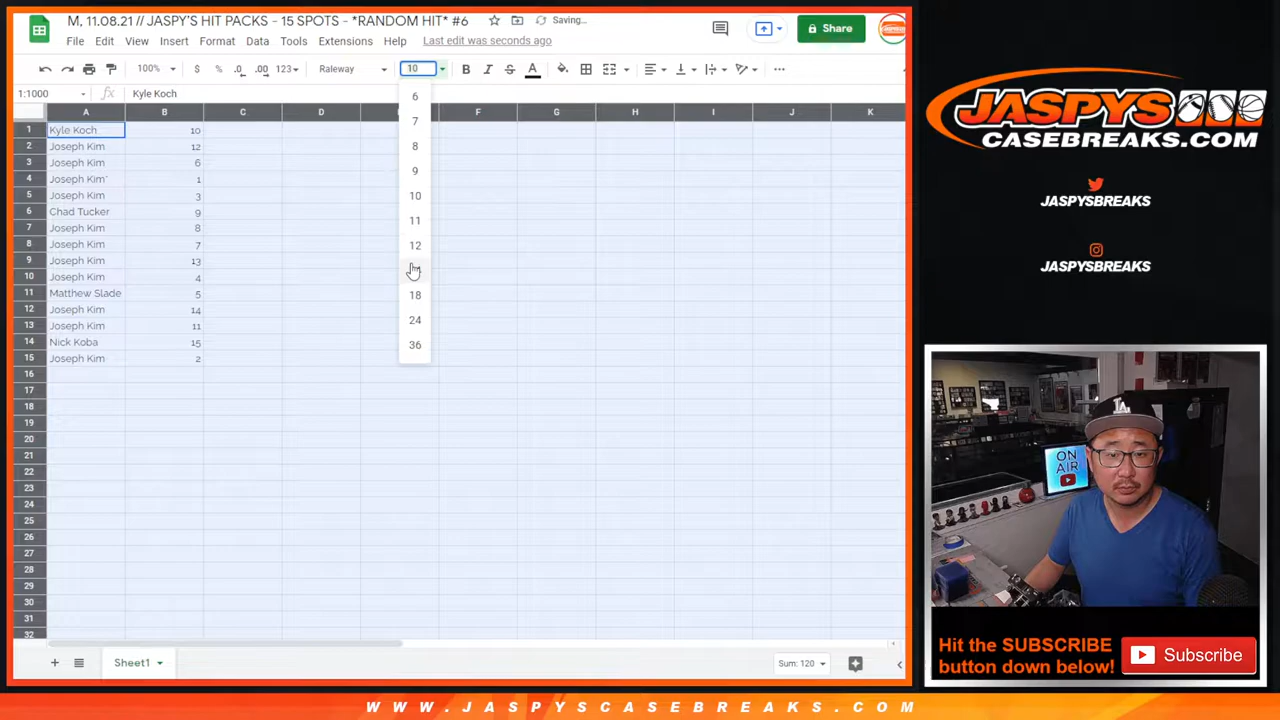 M, 11.08.21 // JASPY'S HIT PACKS - 15 SPOTS - *RANDOM HIT* #6
Saving...
File Edit View Insert Format Data Tools Extensions Help Last edit was seconds ago
Share
100% $ % .0 .00 123 Raleway 10 B I S A
1:1000 fx Kyle Koch
A B C D F G H I J K
1 Kyle Koch 10
2 Joseph Kim 12
3 Joseph Kim 6
4 Joseph Kim* 1
5 Joseph Kim 3
6 Chad Tucker 9
7 Joseph Kim 8
8 Joseph Kim 7
9 Joseph Kim 13
10 Joseph Kim 4
11 Matthew Slade 5
12 Joseph Kim 14
13 Joseph Kim 11
14 Nick Koba 15
15 Joseph Kim 2
16
17
18
19
20
21
22
23
24
25
26
27
28
29
30
31
32
6
7
8
9
10
11
12
18
24
36
Sheet1
Sum: 120
JASPYS
CASEBREAKS.COM
JASPYSBREAKS
JASPYSBREAKS
ON
AIR
LA
Hit the SUBSCRIBE
button down below!
Subscribe
WWW.JASPYSCASEBREAKS.COM